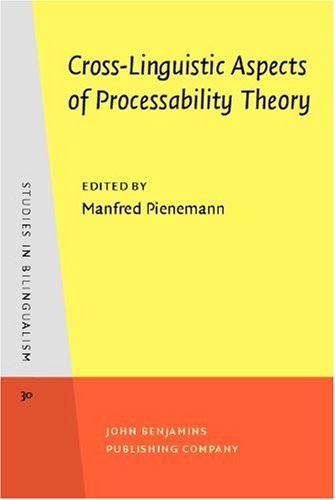 Cross-Linguistic Aspects
of Processability Theory
EDITED BY
Manfred Pienemann
STUDIES IN BILINGUALISM
30
JOHN BENJAMINS
PUBLISHING COMPANY